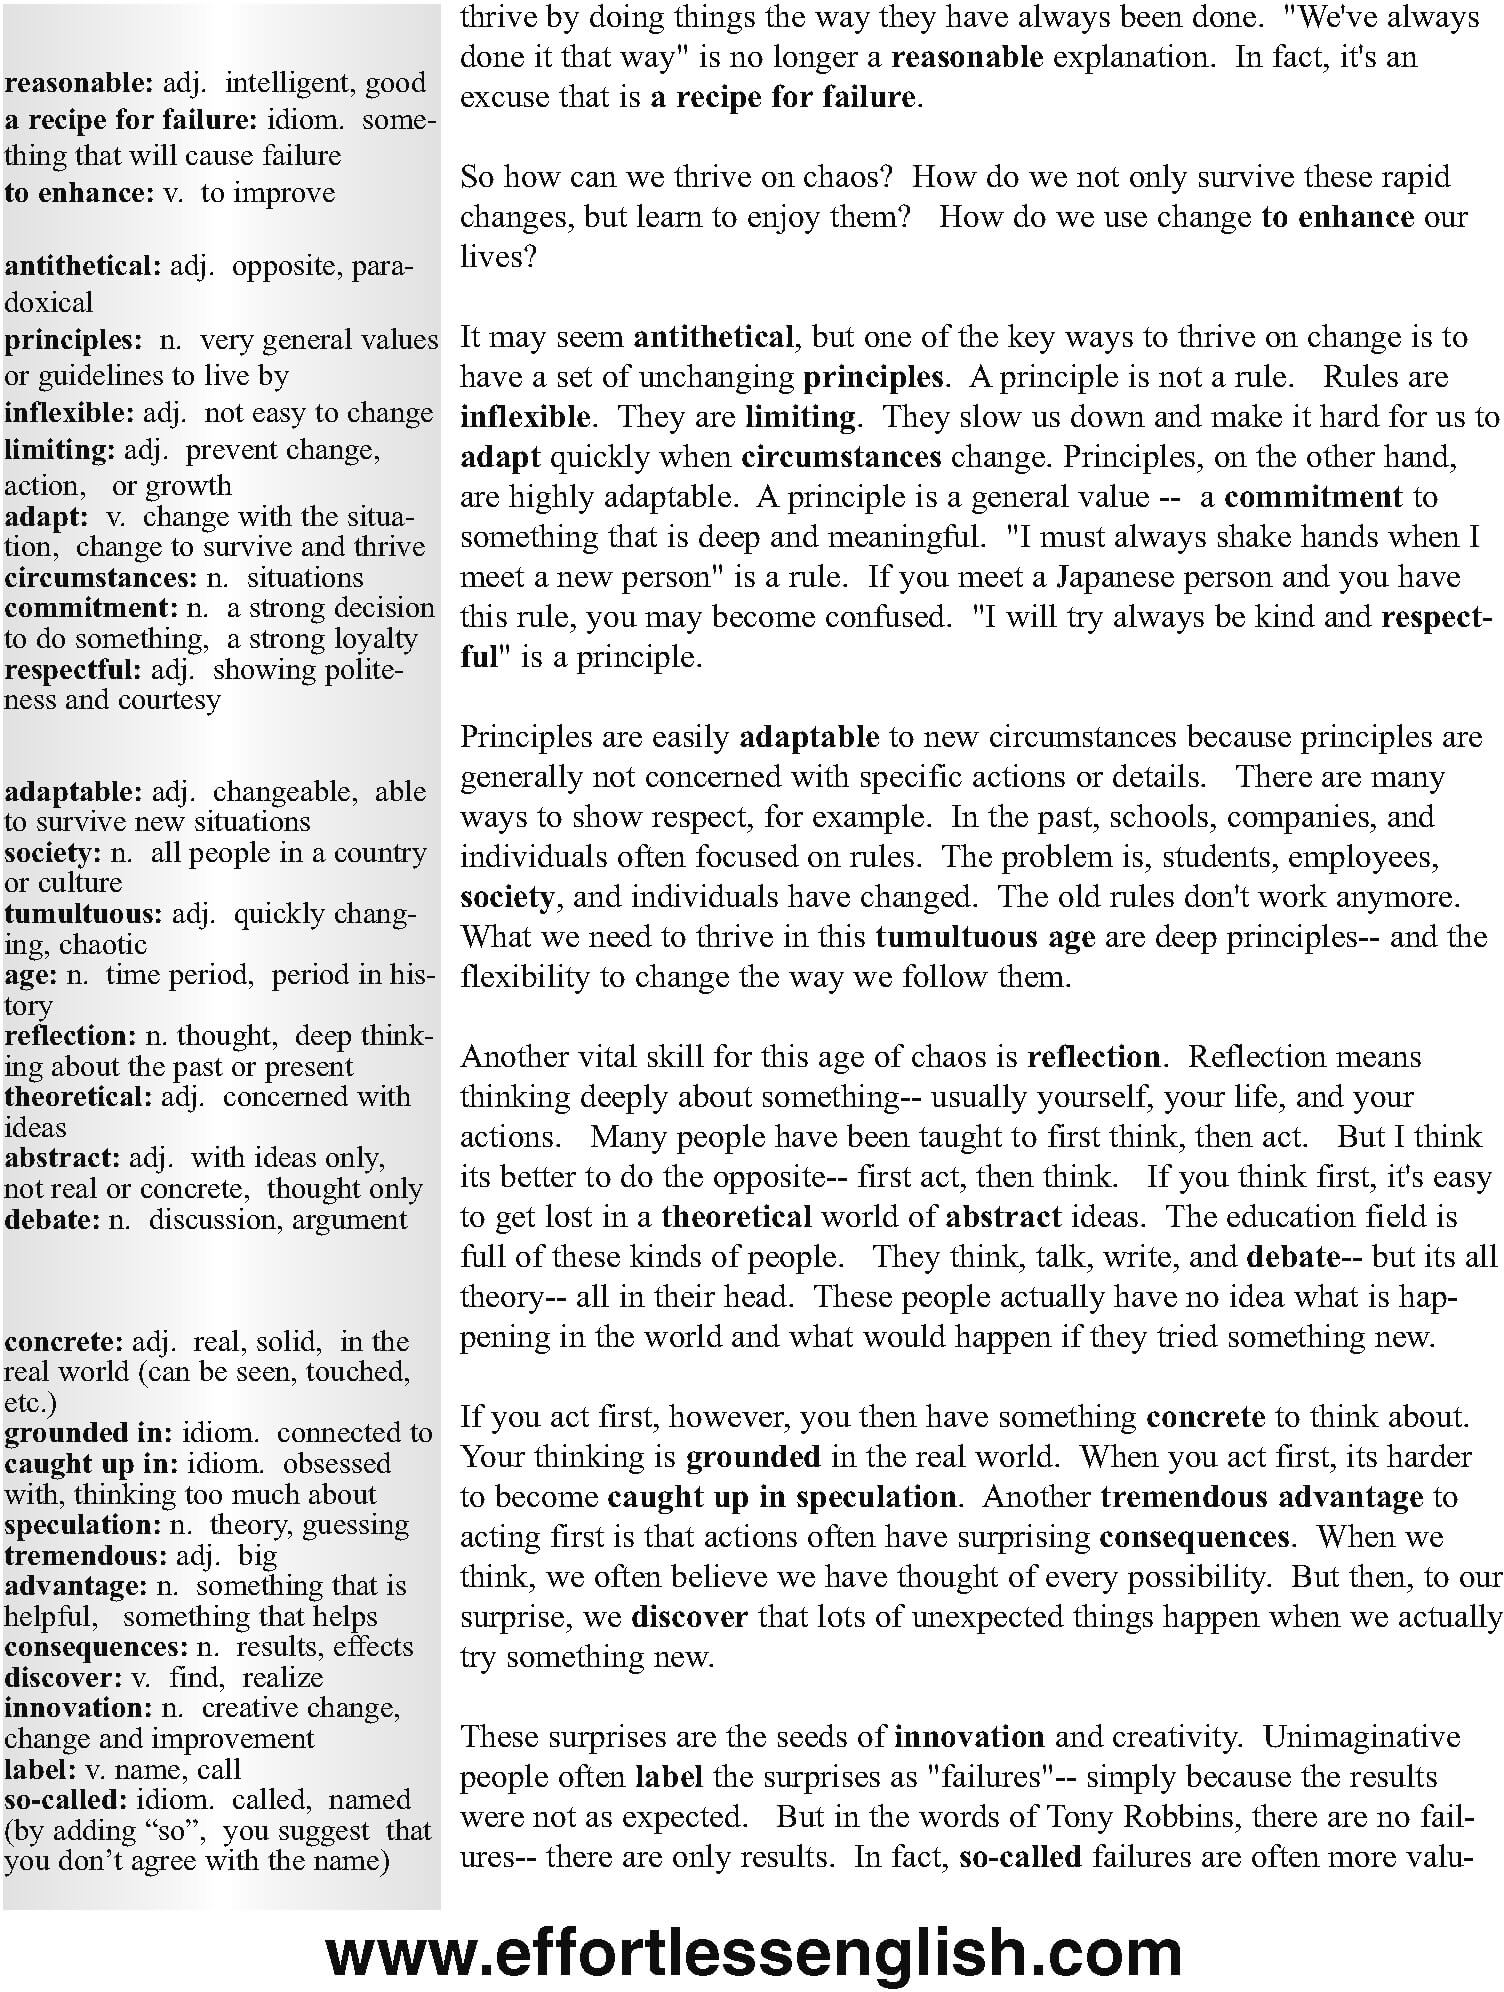 reasonable: adj. intelligent, good
a recipe for failure: idiom. some-
thing that will cause failure
to enhance: v. to improve
antithetical: adj. opposite, para-
doxical
principles: n. very general values
or guidelines to live by
inflexible: adj. not easy to change
limiting: adj. prevent change,
action, or growth
adapt: v. change with the situa-
tion, change to survive and thrive
circumstances: n. situations
commitment: n. a strong decision
to do something, a strong loyalty
respectful: adj. showing polite-
ness and courtesy
adaptable: adj. changeable, able
to survive new situations
society: n. all people in a country
or culture
tumultuous: adj. quickly chang-
ing, chaotic
age: n. time period, period in his-
tory
reflection: n. thought, deep think-
ing about the past or present
theoretical: adj. concerned with
ideas
abstract: adj. with ideas only,
not real or concrete, thought only
debate: n. discussion, argument
concrete: adj. real, solid, in the
real world (can be seen, touched,
etc.)
grounded in: idiom. connected to
caught up in: idiom. obsessed
with, thinking too much about
speculation: n. theory, guessing
tremendous: adj. big
advantage: n. something that is
helpful, something that helps
consequences: n. results, effects
discover: v. find, realize
innovation: n. creative change,
change and improvement
label: v. name, call
so-called: idiom. called, named
(by adding “so”, you suggest that
you don’t agree with the name)
thrive by doing things the way they have always been done. "We've always
done it that way" is no longer a reasonable explanation. In fact, it's an
excuse that is a recipe for failure.
So how can we thrive on chaos? How do we not only survive these rapid
changes, but learn to enjoy them? How do we use change to enhance our
lives?
It may seem antithetical, but one of the key ways to thrive on change is to
have a set of unchanging principles. A principle is not a rule. Rules are
inflexible. They are limiting. They slow us down and make it hard for us to
adapt quickly when circumstances change. Principles, on the other hand,
are highly adaptable. A principle is a general value -- a commitment to
something that is deep and meaningful. "I must always shake hands when I
meet a new person" is a rule. If you meet a Japanese person and you have
this rule, you may become confused. "I will try always be kind and respect-
ful" is a principle.
Principles are easily adaptable to new circumstances because principles are
generally not concerned with specific actions or details. There are many
ways to show respect, for example. In the past, schools, companies, and
individuals often focused on rules. The problem is, students, employees,
society, and individuals have changed. The old rules don't work anymore.
What we need to thrive in this tumultuous age are deep principles-- and the
flexibility to change the way we follow them.
Another vital skill for this age of chaos is reflection. Reflection means
thinking deeply about something-- usually yourself, your life, and your
actions. Many people have been taught to first think, then act. But I think
its better to do the opposite-- first act, then think. If you think first, it's easy
to get lost in a theoretical world of abstract ideas. The education field is
full of these kinds of people. They think, talk, write, and debate-- but its all
theory-- all in their head. These people actually have no idea what is hap-
pening in the world and what would happen if they tried something new.
If you act first, however, you then have something concrete to think about.
Your thinking is grounded in the real world. When you act first, its harder
to become caught up in speculation. Another tremendous advantage to
acting first is that actions often have surprising consequences. When we
think, we often believe we have thought of every possibility. But then, to our
surprise, we discover that lots of unexpected things happen when we actually
try something new.
These surprises are the seeds of innovation and creativity. Unimaginative
people often label the surprises as "failures"-- simply because the results
were not as expected. But in the words of Tony Robbins, there are no fail-
ures-- there are only results. In fact, so-called failures are often more valu-
www.effortlessenglish.com